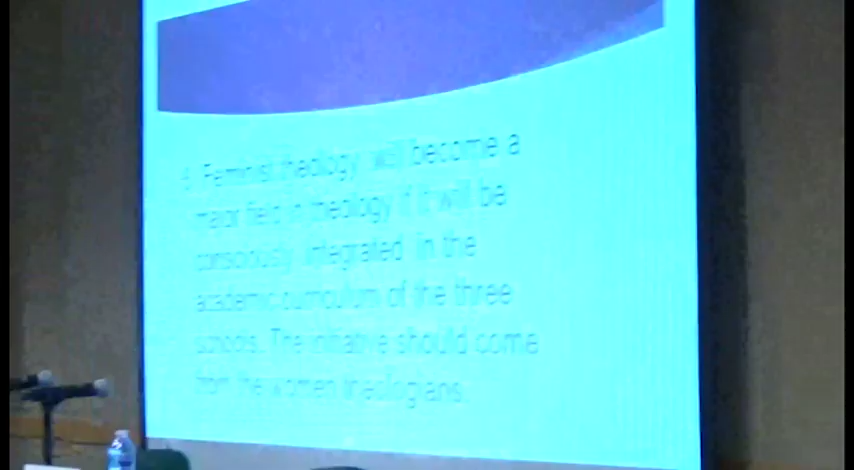 Feminist theology will become a
major field in theology if it will be
consciously integrated in the
academic curriculum of the three
schools. The initiative should come
from the women theologians.